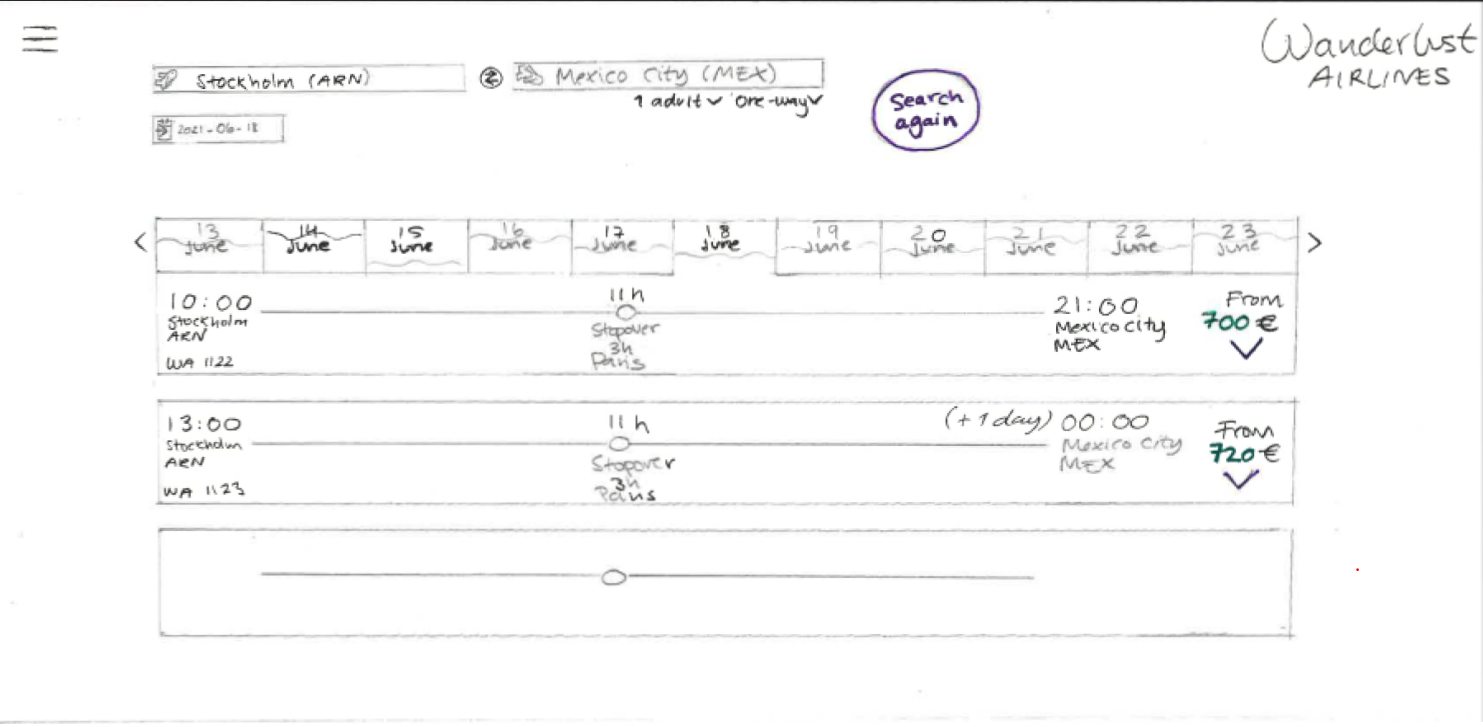 Wanderlust
AIRLINES
Stockholm (ARN)
Mexico City (MEX)
1 adult One-way
Search
again
2021-06-18
< 13 June 14 June 15 June 16 June 17 June 18 June 19 June 20 June 21 June 22 June 23 June >
10:00 11h 21:00 From
Stockholm Stopover Mexico city 700 €
ARN 3h MEX
WA 1122 Paris
13:00 11h (+1 day) 00:00 From
Stockholm Stopover Mexico City 720 €
ARN 3h MEX
WA 1123 Paris